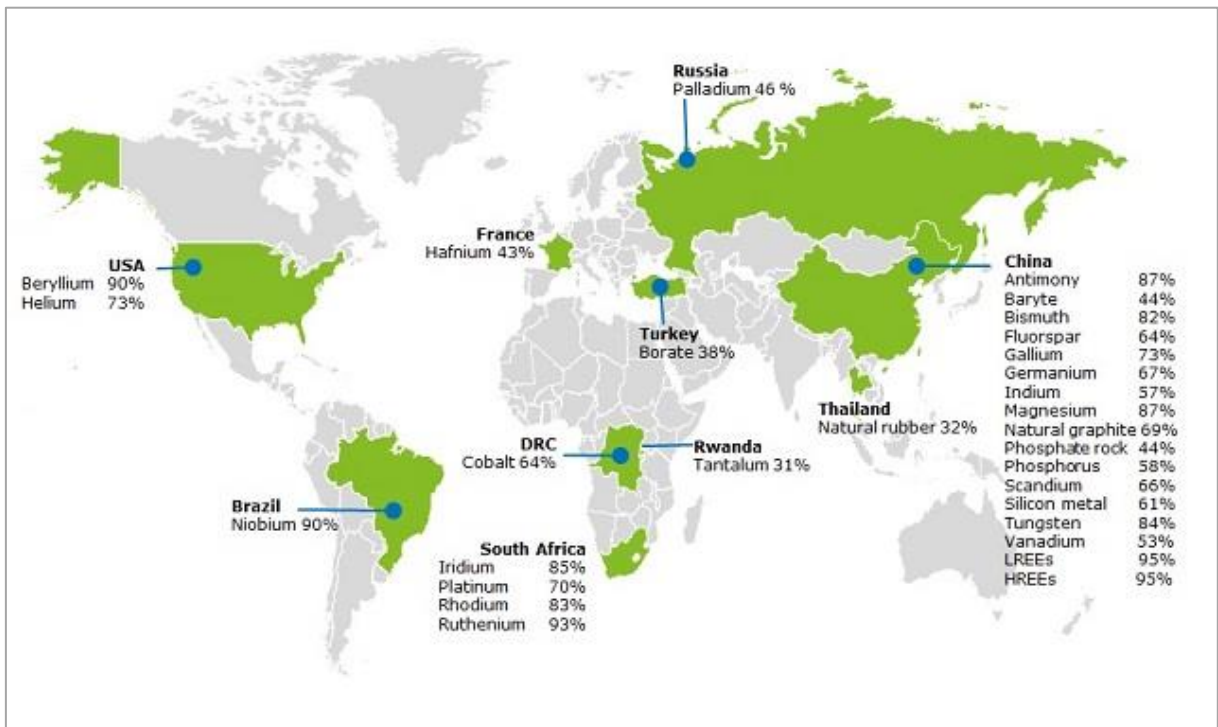 Russia
Palladium 46 %
France
Hafnium 43%
USA
Beryllium 90%
Helium 73%
Turkey
Borate 38%
China
Antimony 87%
Baryte 44%
Bismuth 82%
Fluorspar 64%
Gallium 73%
Germanium 67%
Indium 57%
Magnesium 87%
Natural graphite 69%
Phosphate rock 44%
Phosphorus 58%
Scandium 66%
Silicon metal 61%
Tungsten 84%
Vanadium 53%
LREEs 95%
HREEs 95%
Thailand
Natural rubber 32%
DRC
Cobalt 64%
Rwanda
Tantalum 31%
Brazil
Niobium 90%
South Africa
Iridium 85%
Platinum 70%
Rhodium 83%
Ruthenium 93%